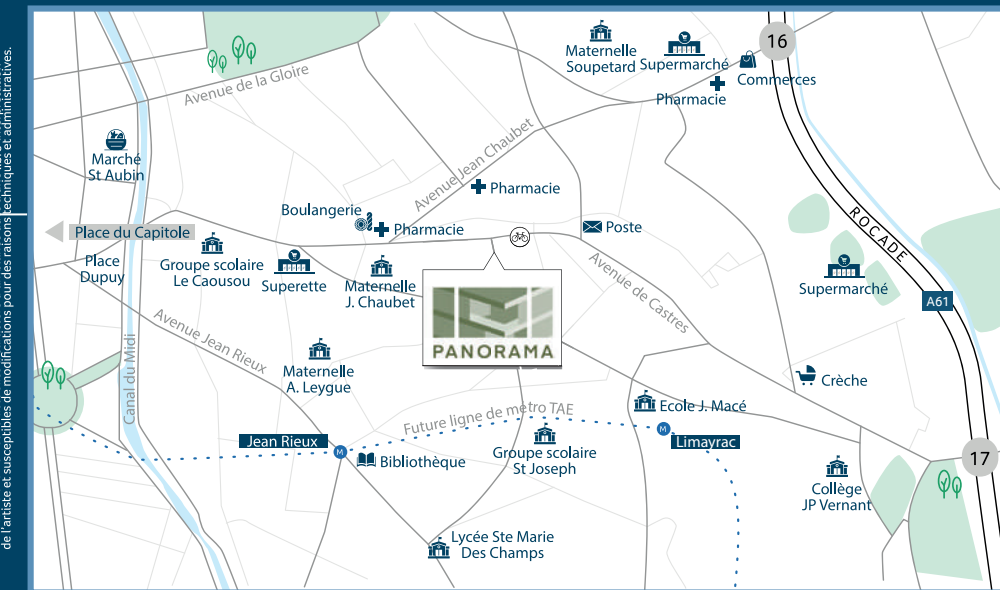 de l'artiste et susceptibles de modifications pour des raisons techniques et administratives.
16
Maternelle
Soupetard
Supermarché
Commerces
Pharmacie
Avenue de la Gloire
Marché
St Aubin
Avenue Jean Chaubet
Pharmacie
Boulangerie
Pharmacie
Poste
ROCADE
Place du Capitole
Place
Dupuy
Groupe scolaire
Le Caousou
Superette
Maternelle
J. Chaubet
Avenue de Castres
Supermarché
A61
PANORAMA
Avenue Jean Rieux
Canal du Midi
Maternelle
A. Leygue
Crèche
Ecole J. Macé
Future ligne de métro TAE
Jean Rieux
M
M
Limayrac
Bibliothèque
Groupe scolaire
St Joseph
17
Collège
JP Vernant
Lycée Ste Marie
Des Champs